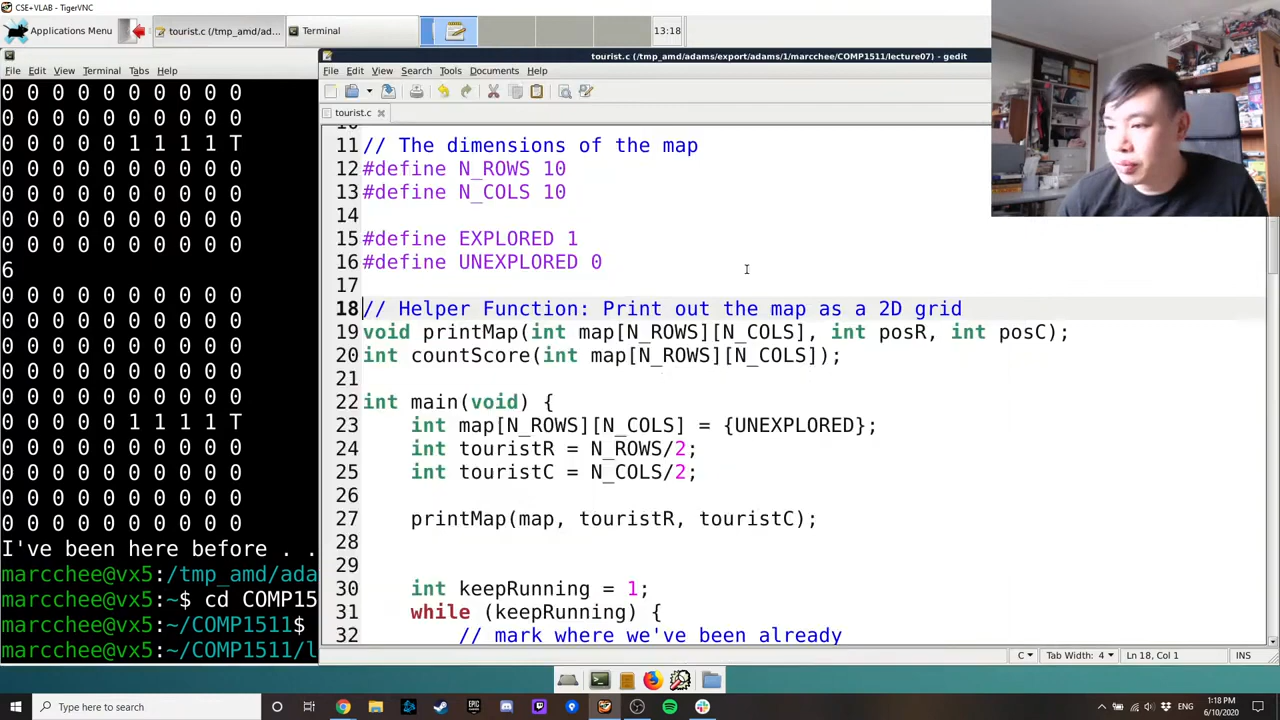 CSE+VLAB - TigerVNC
Applications Menu
tourist.c (/tmp_amd/ad...
Terminal
13:18
tourist.c (/tmp_amd/adams/export/adams/1/marcchee/COMP1511/lecture07) - gedit
File Edit View Terminal Tabs Help
File Edit View Search Tools Documents Help
tourist.c
0 0 0 0 0 0 0 0 0 0
0 0 0 0 0 0 0 0 0 0
0 0 0 0 0 1 1 1 1 T
0 0 0 0 0 0 0 0 0 0
0 0 0 0 0 0 0 0 0 0
0 0 0 0 0 0 0 0 0 0
0 0 0 0 0 0 0 0 0 0
6
0 0 0 0 0 0 0 0 0 0
0 0 0 0 0 0 0 0 0 0
0 0 0 0 0 0 0 0 0 0
0 0 0 0 0 0 0 0 0 0
0 0 0 0 0 0 0 0 0 0
0 0 0 0 0 1 1 1 1 T
0 0 0 0 0 0 0 0 0 0
0 0 0 0 0 0 0 0 0 0
0 0 0 0 0 0 0 0 0 0
0 0 0 0 0 0 0 0 0 0
I've been here before . .
marcchee@vx5:/tmp_amd/ada
marcchee@vx5:~$ cd COMP15
marcchee@vx5:~/COMP1511$
marcchee@vx5:~/COMP1511/l
11 // The dimensions of the map
12 #define N_ROWS 10
13 #define N_COLS 10
14
15 #define EXPLORED 1
16 #define UNEXPLORED 0
17
18 // Helper Function: Print out the map as a 2D grid
19 void printMap(int map[N_ROWS][N_COLS], int posR, int posC);
20 int countScore(int map[N_ROWS][N_COLS]);
21
22 int main(void) {
23 int map[N_ROWS][N_COLS] = {UNEXPLORED};
24 int touristR = N_ROWS/2;
25 int touristC = N_COLS/2;
26
27 printMap(map, touristR, touristC);
28
29
30 int keepRunning = 1;
31 while (keepRunning) {
32 // mark where we've been already
C Tab Width: 4 Ln 18, Col 1 INS
Type here to search
ENG
1:18 PM
6/10/2020